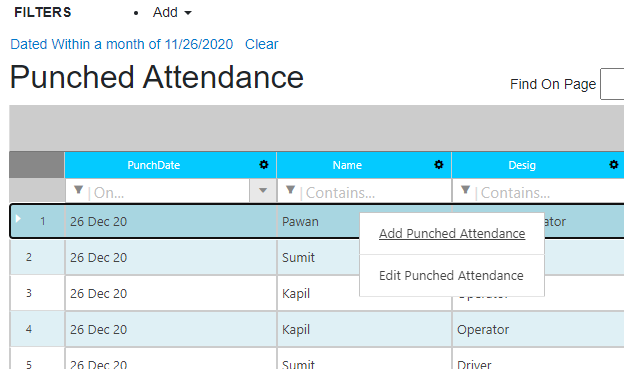 FILTERS • Add
Dated Within a month of 11/26/2020 Clear
Punched Attendance
Find On Page
PunchDate Name Desig
On... Contains... Contains...
1 26 Dec 20 Pawan ator
Add Punched Attendance
2 26 Dec 20 Sumit
Edit Punched Attendance
3 26 Dec 20 Kapil Operator
4 26 Dec 20 Kapil Operator
5 26 Dec 20 Sumit Driver